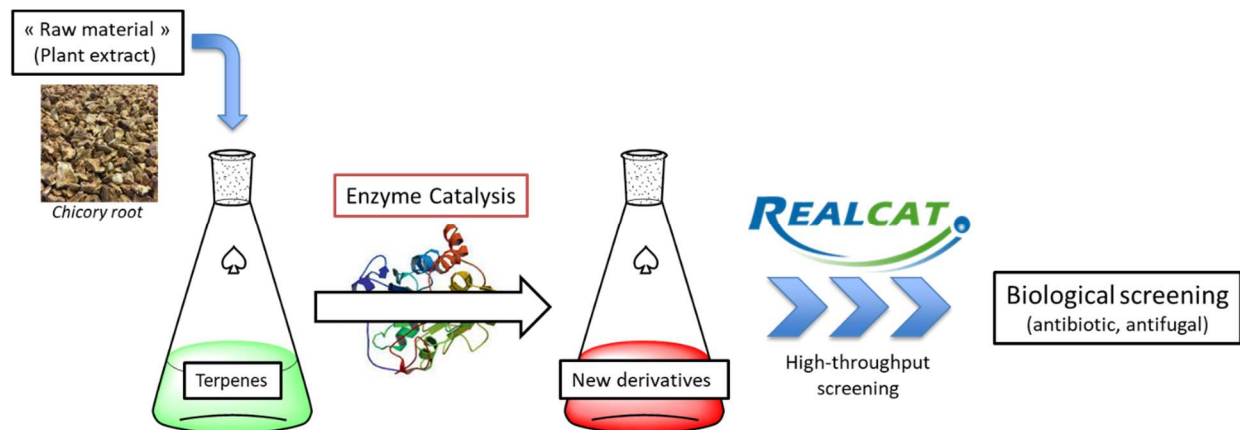 « Raw material »
(Plant extract)
Chicory root
Terpenes
Enzyme Catalysis
New derivatives
REALCAT
High-throughput
screening
Biological screening
(antibiotic, antifugal)